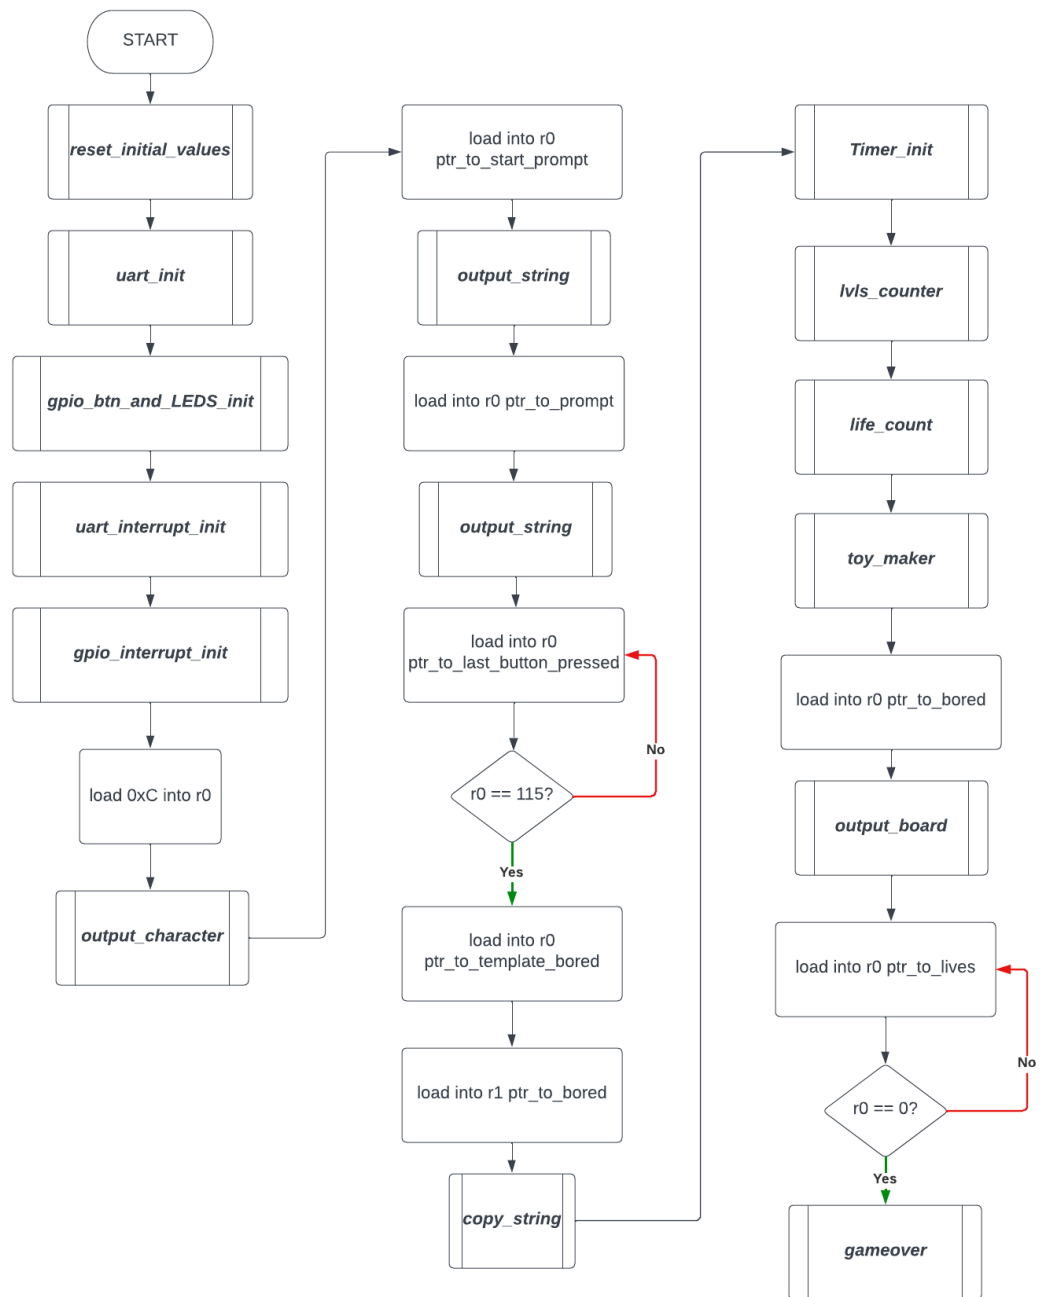 START
reset_initial_values
uart_init
gpio_btn_and_LEDS_init
uart_interrupt_init
gpio_interrupt_init
load 0xC into r0
output_character
load into r0
ptr_to_start_prompt
output_string
load into r0 ptr_to_prompt
output_string
load into r0
ptr_to_last_button_pressed
No
r0 == 115?
Yes
load into r0
ptr_to_template_bored
load into r1 ptr_to_bored
copy_string
Timer_init
lvls_counter
life_count
toy_maker
load into r0 ptr_to_bored
output_board
load into r0 ptr_to_lives
No
r0 == 0?
Yes
gameover